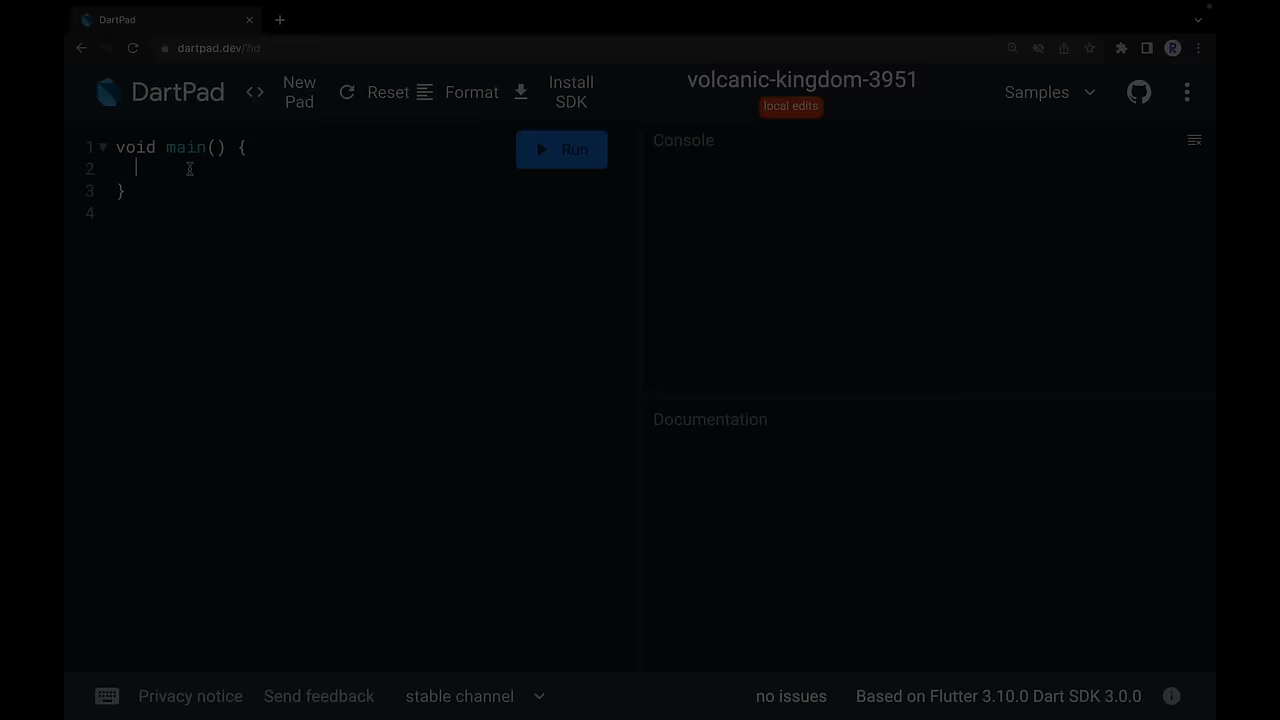 DartPad
dartpad.dev/?id
R
DartPad
<>
New Pad
Reset
Format
Install SDK
volcanic-kingdom-3951
local edits
Samples
1 void main() {
2
3 }
4
Run
Console
Documentation
Privacy notice
Send feedback
stable channel
no issues
Based on Flutter 3.10.0 Dart SDK 3.0.0